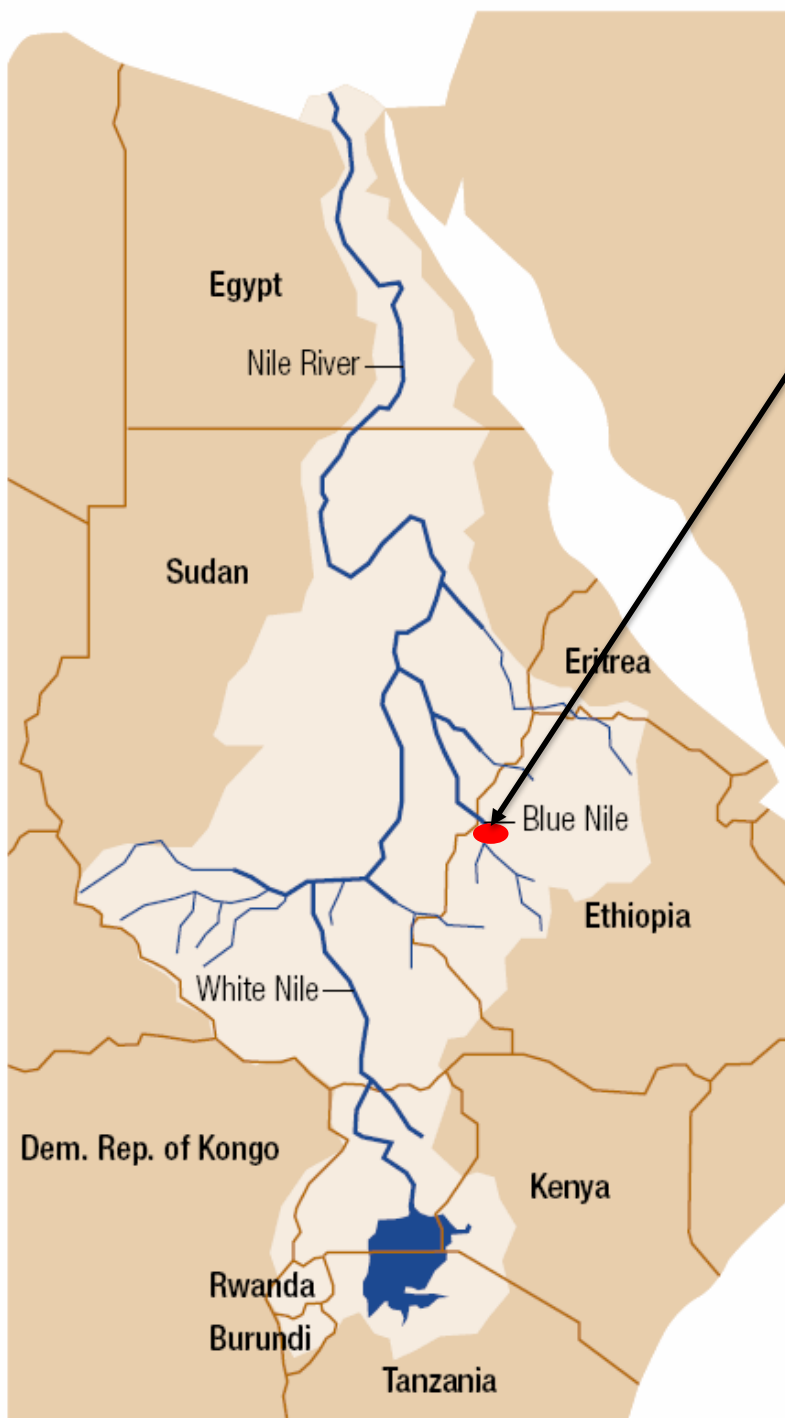 Egypt
Nile River
Sudan
Eritrea
Blue Nile
Ethiopia
White Nile
Dem. Rep. of Kongo
Kenya
Rwanda
Burundi
Tanzania